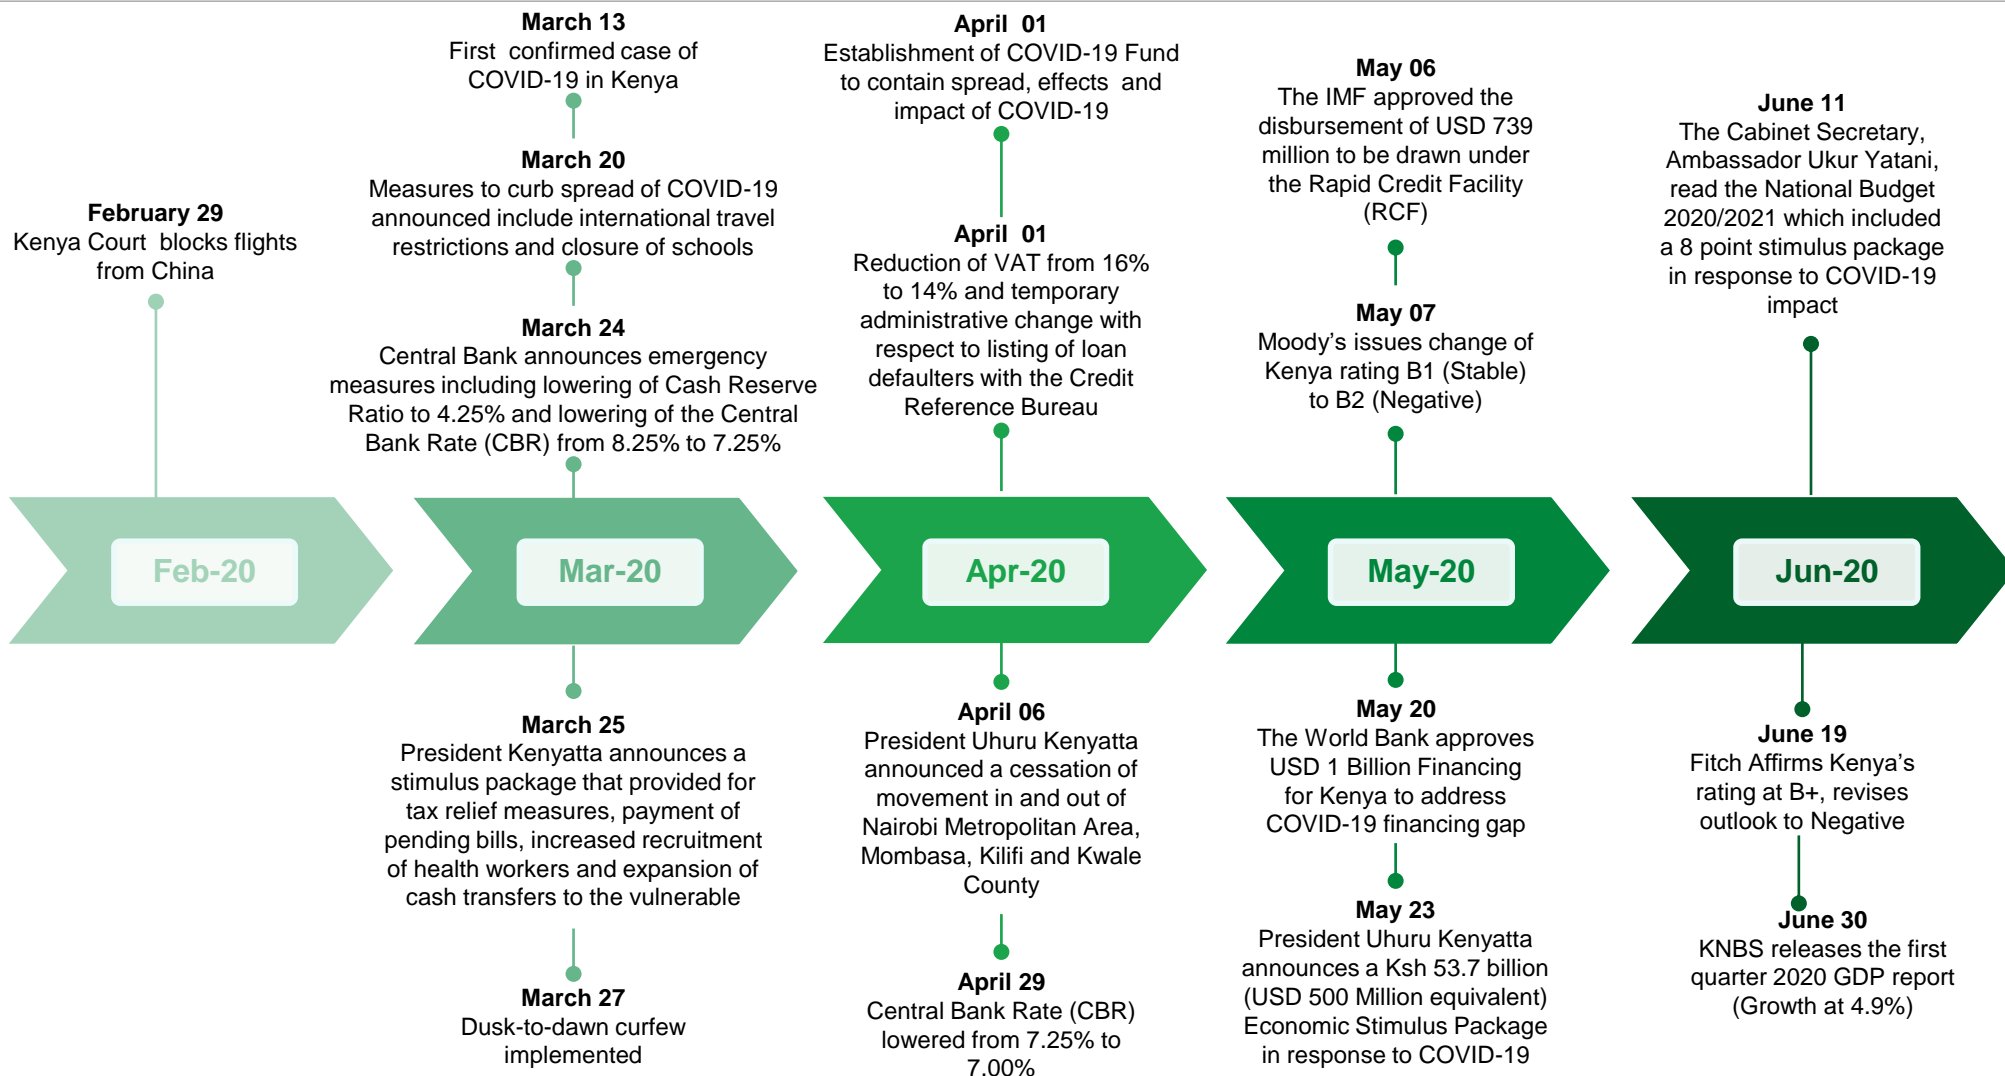 February 29
Kenya Court blocks flights
from China
Feb-20
March 13
First confirmed case of
COVID-19 in Kenya
March 20
Measures to curb spread of COVID-19
announced include international travel
restrictions and closure of schools
March 24
Central Bank announces emergency
measures including lowering of Cash Reserve
Ratio to 4.25% and lowering of the Central
Bank Rate (CBR) from 8.25% to 7.25%
Mar-20
March 25
President Kenyatta announces a
stimulus package that provided for
tax relief measures, payment of
pending bills, increased recruitment
of health workers and expansion of
cash transfers to the vulnerable
March 27
Dusk-to-dawn curfew
implemented
April 01
Establishment of COVID-19 Fund
to contain spread, effects and
impact of COVID-19
April 01
Reduction of VAT from 16%
to 14% and temporary
administrative change with
respect to listing of loan
defaulters with the Credit
Reference Bureau
Apr-20
April 06
President Uhuru Kenyatta
announced a cessation of
movement in and out of
Nairobi Metropolitan Area,
Mombasa, Kilifi and Kwale
County
April 29
Central Bank Rate (CBR)
lowered from 7.25% to
7.00%
May 06
The IMF approved the
disbursement of USD 739
million to be drawn under
the Rapid Credit Facility
(RCF)
May 07
Moody’s issues change of
Kenya rating B1 (Stable)
to B2 (Negative)
May-20
May 20
The World Bank approves
USD 1 Billion Financing
for Kenya to address
COVID-19 financing gap
May 23
President Uhuru Kenyatta
announces a Ksh 53.7 billion
(USD 500 Million equivalent)
Economic Stimulus Package
in response to COVID-19
June 11
The Cabinet Secretary,
Ambassador Ukur Yatani,
read the National Budget
2020/2021 which included
a 8 point stimulus package
in response to COVID-19
impact
Jun-20
June 19
Fitch Affirms Kenya’s
rating at B+, revises
outlook to Negative
June 30
KNBS releases the first
quarter 2020 GDP report
(Growth at 4.9%)